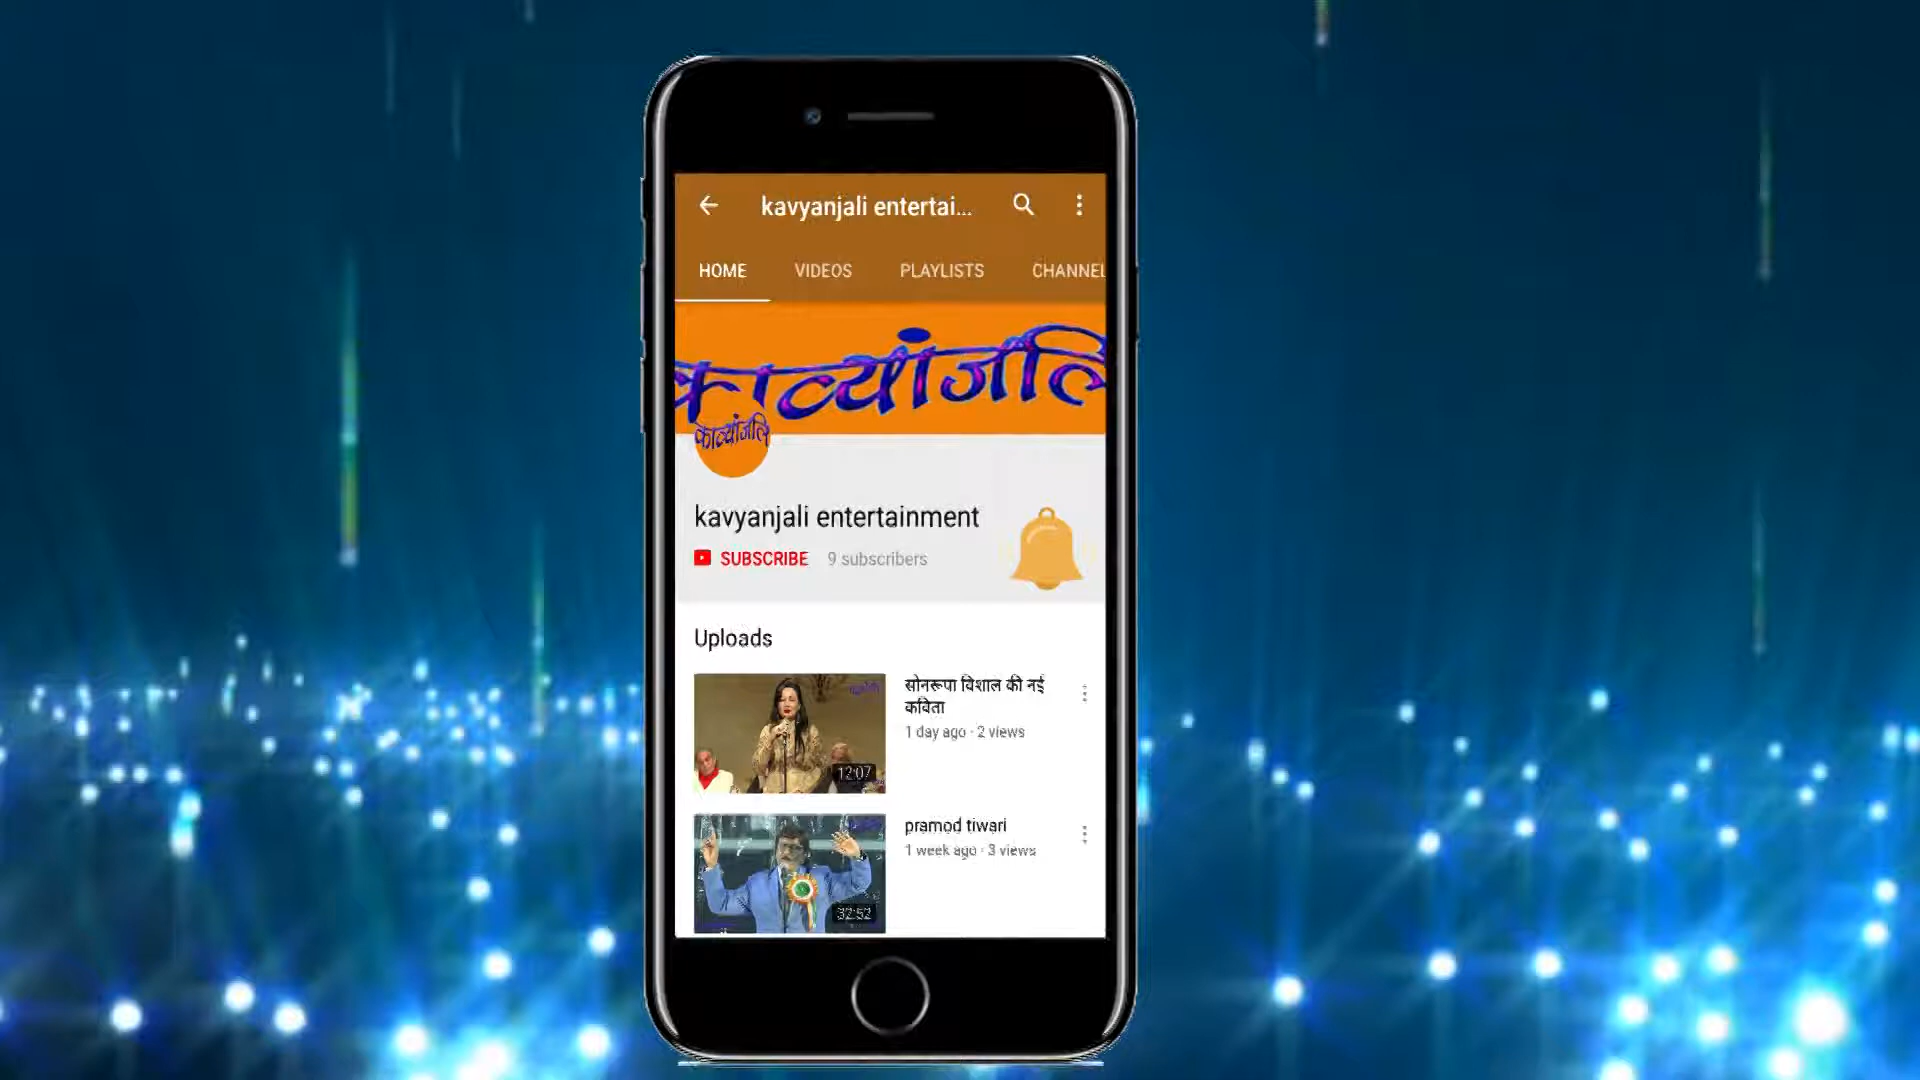 kavyanjali entertai...
HOME VIDEOS PLAYLISTS CHANNEL
काव्यांजलि
काव्यांजलि
kavyanjali entertainment
SUBSCRIBE 9 subscribers
Uploads
सोनरूपा विशाल की नई
कविता
1 day ago · 2 views
12:07
pramod tiwari
1 week ago · 3 views
32:52